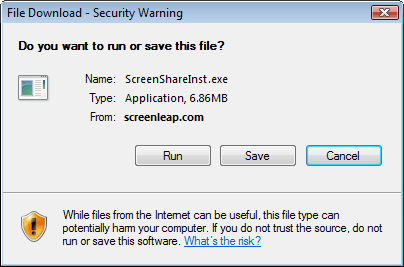 File Download - Security Warning
Do you want to run or save this file?
Name: ScreenShareInst.exe
Type: Application, 6.86MB
From: screenleap.com
Run Save Cancel
While files from the Internet can be useful, this file type can
potentially harm your computer. If you do not trust the source, do not
run or save this software. What's the risk?